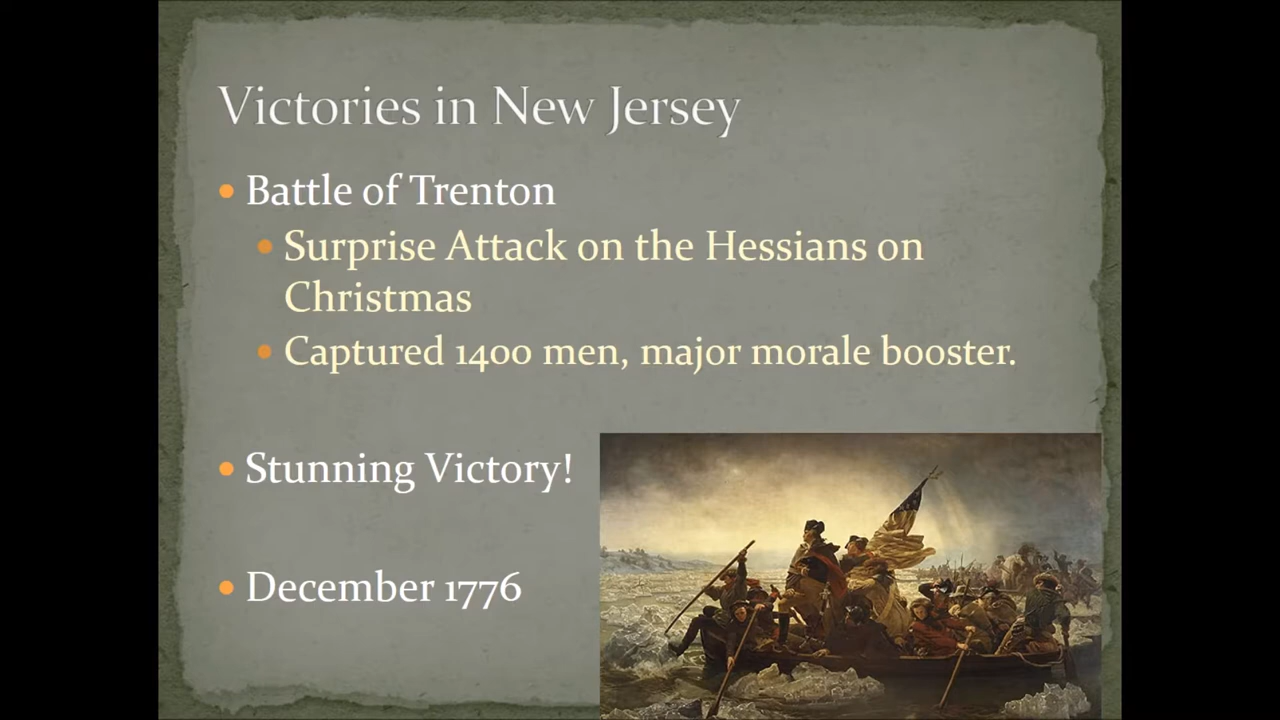 Victories in New Jersey
Battle of Trenton
Surprise Attack on the Hessians on
Christmas
Captured 1400 men, major morale booster.
Stunning Victory!
December 1776